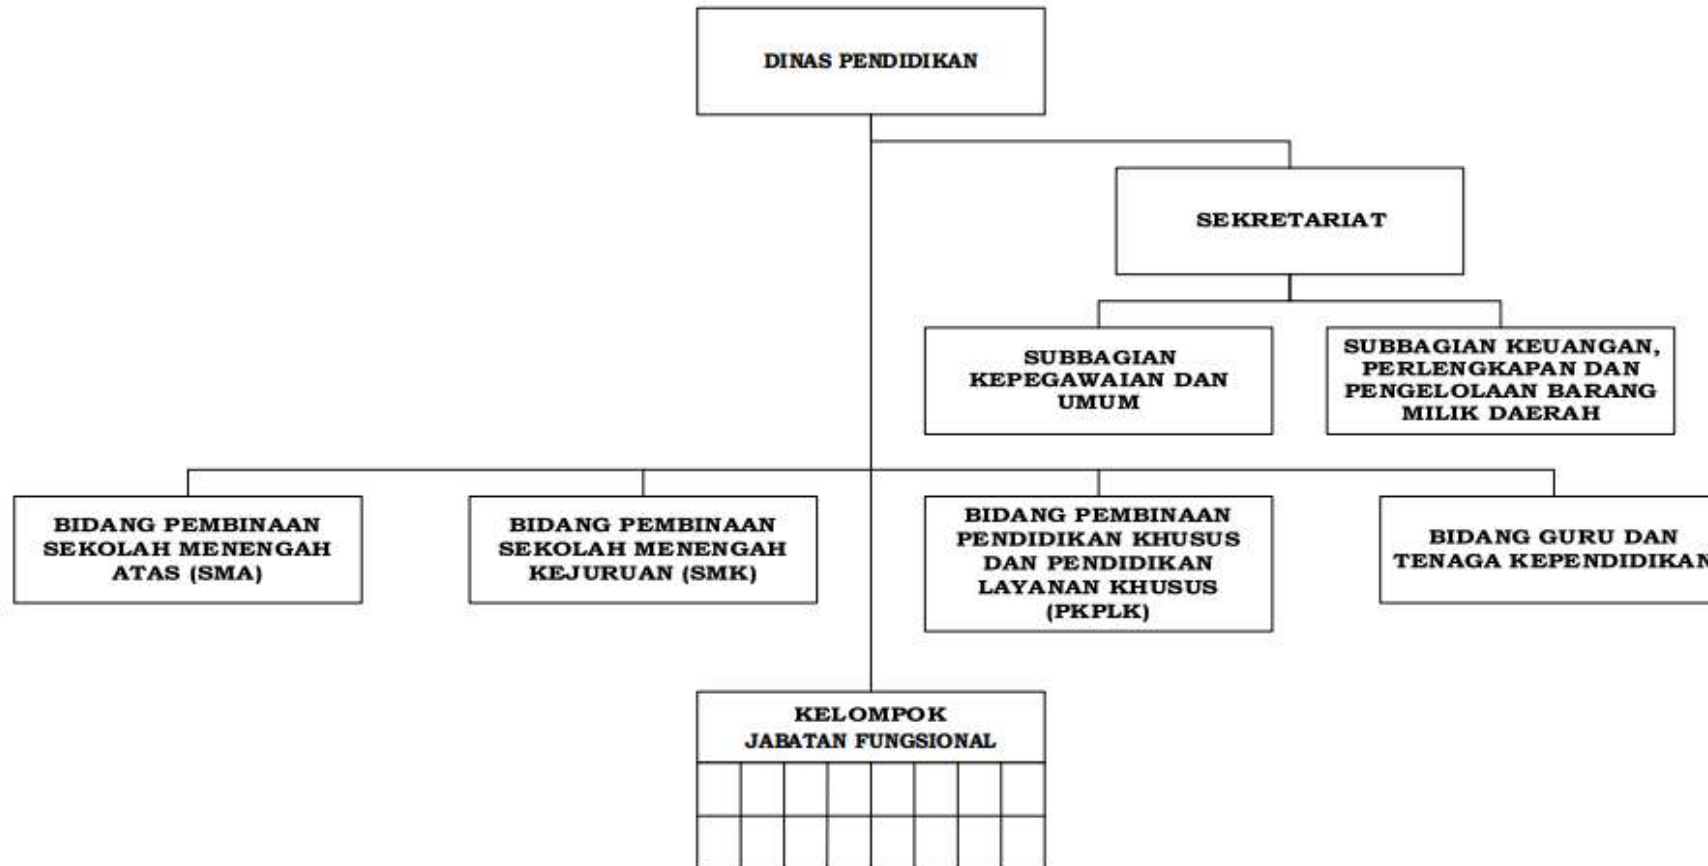 DINAS PENDIDIKAN
SEKRETARIAT
SUBBAGIAN
KEPEGAWAIAN DAN
UMUM
SUBBAGIAN KEUANGAN,
PERLENGKAPAN DAN
PENGELOLAAN BARANG
MILIK DAERAH
BIDANG PEMBINAAN
SEKOLAH MENENGAH
ATAS (SMA)
BIDANG PEMBINAAN
SEKOLAH MENENGAH
KEJURUAN (SMK)
BIDANG PEMBINAAN
PENDIDIKAN KHUSUS
DAN PENDIDIKAN
LAYANAN KHUSUS
(PKPLK)
BIDANG GURU DAN
TENAGA KEPENDIDIKAN
KELOMPOK
JABATAN FUNGSIONAL